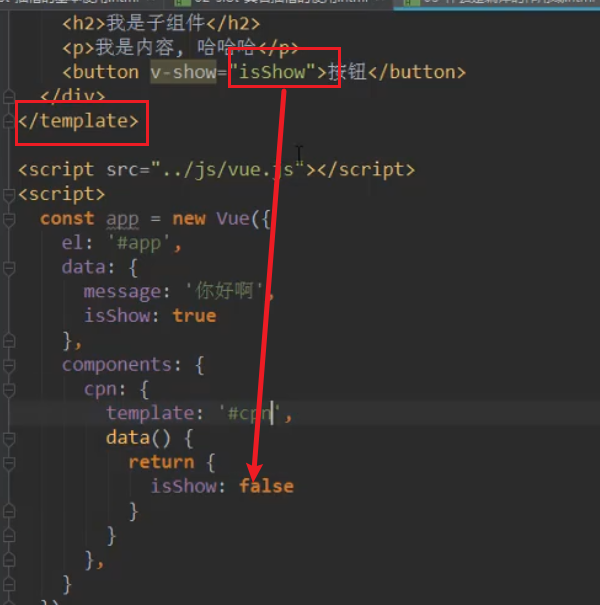 <h2>我是子组件</h2>
<p>我是内容, 哈哈哈</p>
<button v-show="isShow">按钮</button>
</div>
</template>
<script src="../js/vue.js"></script>
<script>
const app = new Vue({
el: '#app',
data: {
message: '你好啊',
isShow: true
},
components: {
cpn: {
template: '#cpn',
data() {
return {
isShow: false
}
}
},
}